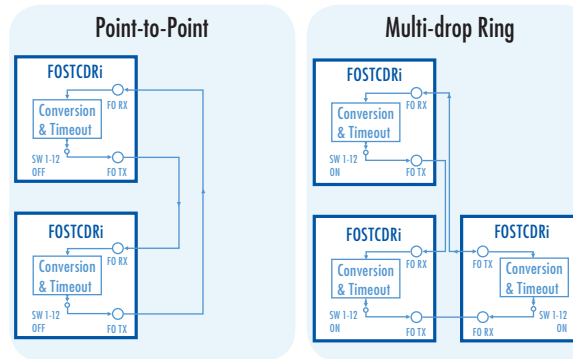 Point-to-Point
FOSTCDRi
FO RX
Conversion
& Timeout
SW 1-12
OFF
FO TX
FOSTCDRi
FO RX
Conversion
& Timeout
SW 1-12
OFF
FO TX
Multi-drop Ring
FOSTCDRi
FO RX
Conversion
& Timeout
SW 1-12
ON
FO TX
FOSTCDRi
FO RX
Conversion
& Timeout
SW 1-12
ON
FO TX
FOSTCDRi
FO TX
Conversion
& Timeout
SW 1-12
ON
FO RX